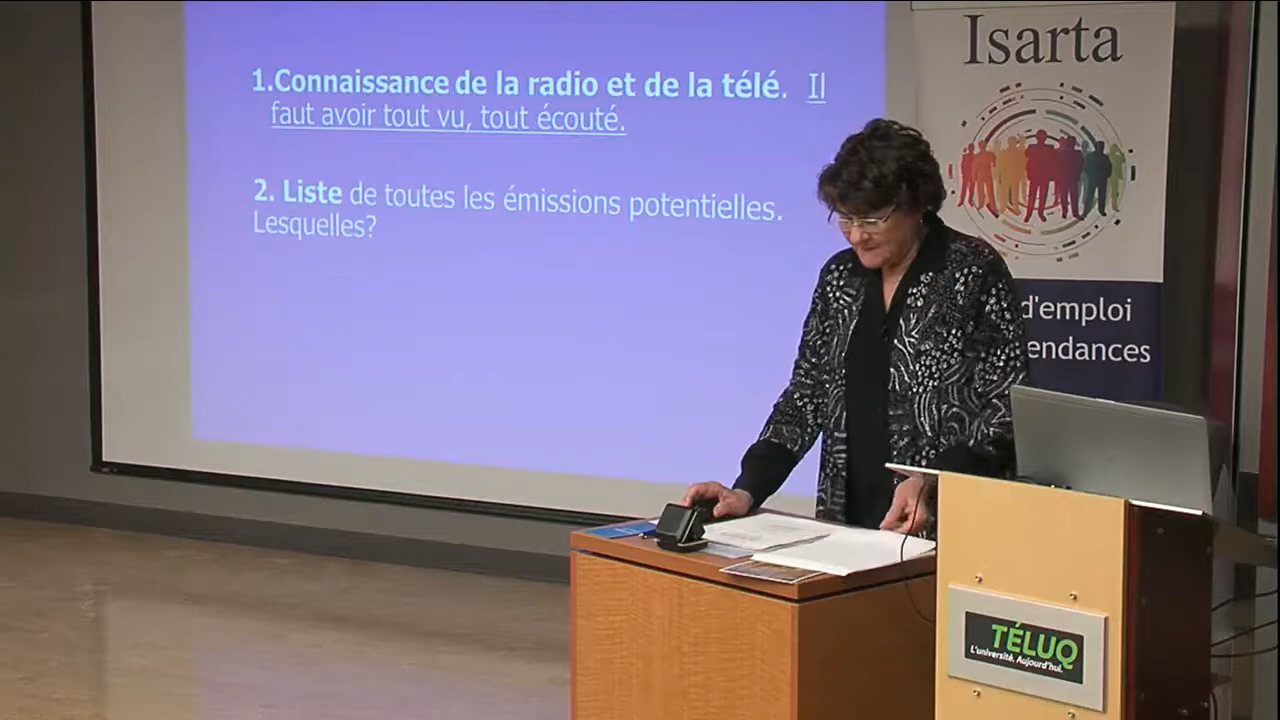 1.Connaissance de la radio et de la télé. Il
faut avoir tout vu, tout écouté.
2. Liste de toutes les émissions potentielles.
Lesquelles?
Isarta
d'emploi
endances
TÉLUQ
L'université. Aujourd'hui.